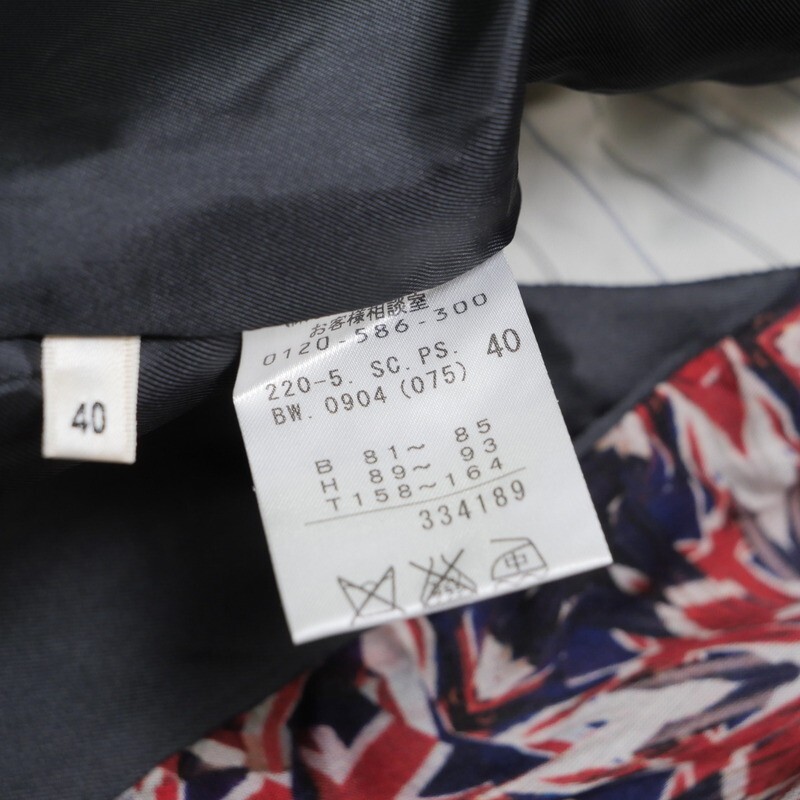 40
お客様相談室
0120-586-300
220-5. SC. PS. 40
BW. 0904 (075)
B 81～ 85
H 89～ 93
T 158～164
334189
中